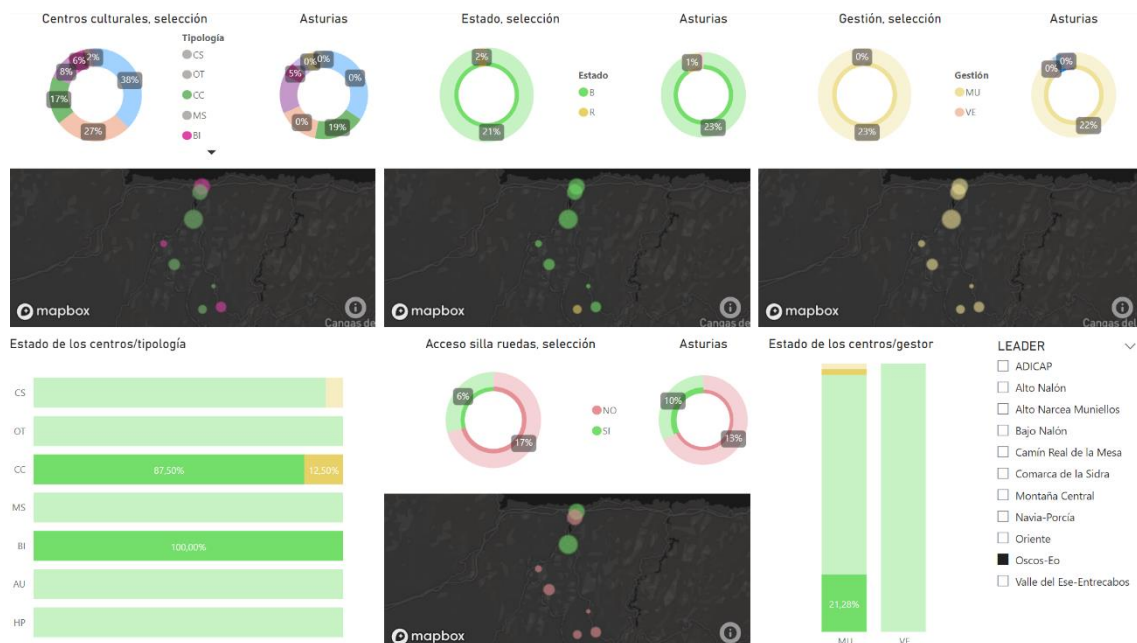 Centros culturales, selección
Asturias
Estado, selección
Asturias
Gestión, selección
Asturias
Tipología
CS
OT
CC
MS
BI
2%
6%
8%
17%
27%
38%
0%
0%
5%
0%
0%
19%
2%
21%
Estado
B
R
1%
23%
0%
23%
Gestión
MU
VE
0%
0%
22%
mapbox
mapbox
Cangas de
mapbox
Cangas del
Estado de los centros/tipología
CS
OT
CC
87,50%
12,50%
MS
BI
100,00%
AU
HP
Acceso silla ruedas, selección
Asturias
6%
17%
NO
SI
10%
13%
mapbox
Estado de los centros/gestor
21,28%
MU
VE
LEADER
ADICAP
Alto Nalón
Alto Narcea Muniellos
Bajo Nalón
Camín Real de la Mesa
Comarca de la Sidra
Montaña Central
Navia-Porcía
Oriente
Oscos-Eo
Valle del Ese-Entrecabos